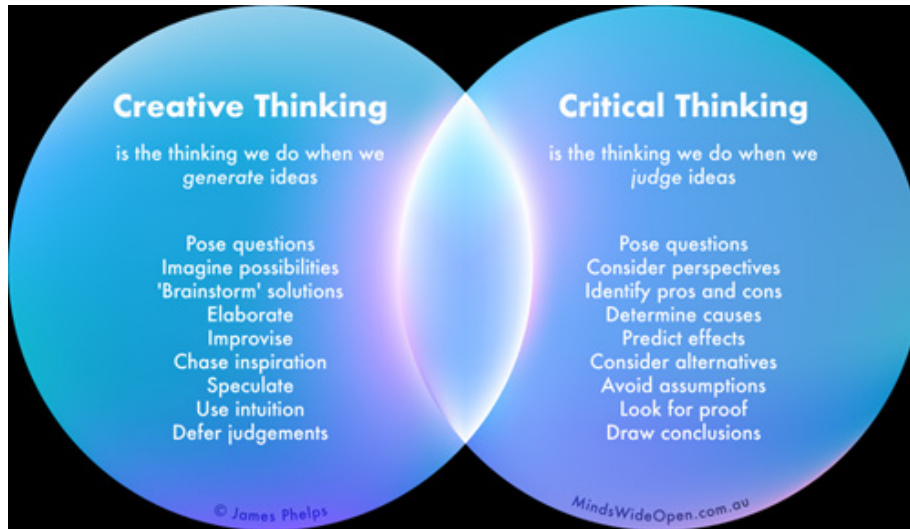 Creative Thinking
is the thinking we do when we
generate ideas
Pose questions
Imagine possibilities
'Brainstorm' solutions
Elaborate
Improvise
Chase inspiration
Speculate
Use intuition
Defer judgements
© James Phelps
Critical Thinking
is the thinking we do when we
judge ideas
Pose questions
Consider perspectives
Identify pros and cons
Determine causes
Predict effects
Consider alternatives
Avoid assumptions
Look for proof
Draw conclusions
MindsWideOpen.com.au